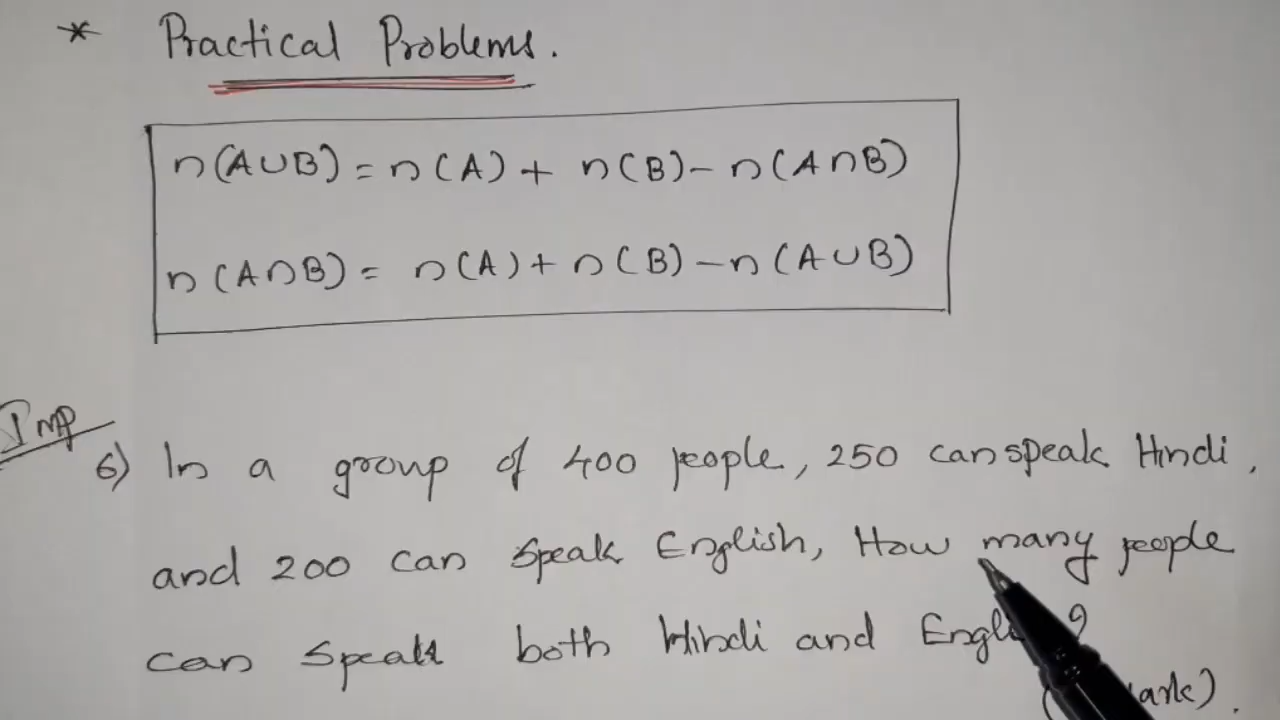 * Practical Problems.
n(A∪B) = n(A) + n(B) - n(A∩B)
n(A∩B) = n(A) + n(B) - n(A∪B)
Imp
6) In a group of 400 people, 250 can speak Hindi,
and 200 can speak English, How many people
can speak both Hindi and ?